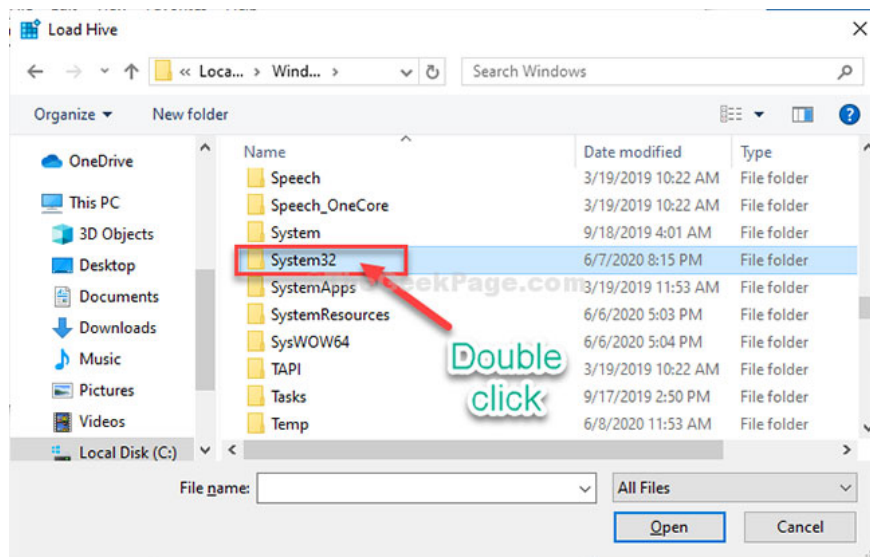 Load Hive
« Loca... › Wind... ›
Search Windows
Organize
New folder
Name
Date modified
Type
OneDrive
This PC
3D Objects
Desktop
Documents
Downloads
Music
Pictures
Videos
Local Disk (C:)
Speech 3/19/2019 10:22 AM File folder
Speech_OneCore 3/19/2019 10:22 AM File folder
System 9/18/2019 4:01 AM File folder
System32 6/7/2020 8:15 PM File folder
SystemApps 3/19/2019 11:53 AM File folder
SystemResources 6/6/2020 5:03 PM File folder
SysWOW64 6/6/2020 5:04 PM File folder
TAPI 3/19/2019 10:22 AM File folder
Tasks 9/17/2019 2:50 PM File folder
Temp 6/8/2020 11:53 AM File folder
Double
click
File name:
All Files
Open
Cancel